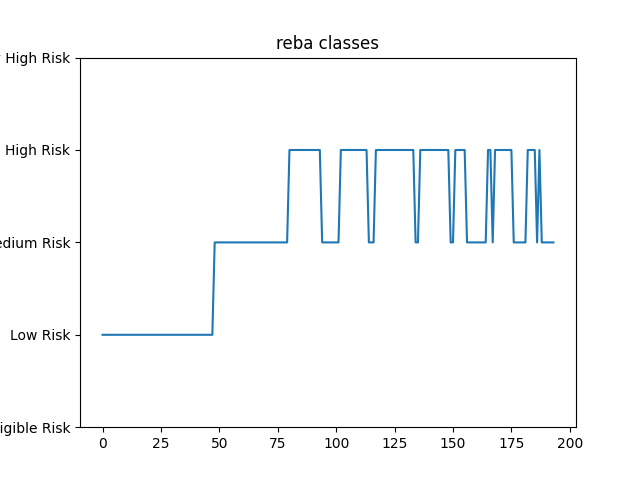 reba classes
High Risk
High Risk
edium Risk
Low Risk
igible Risk
0 25 50 75 100 125 150 175 200